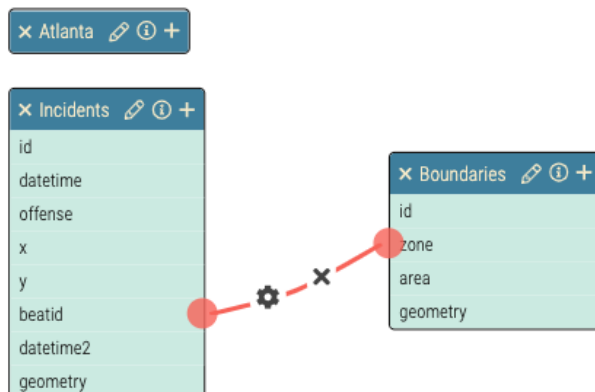 Atlanta
Incidents
id
datetime
offense
x
y
beatid
datetime2
geometry
Boundaries
id
zone
area
geometry